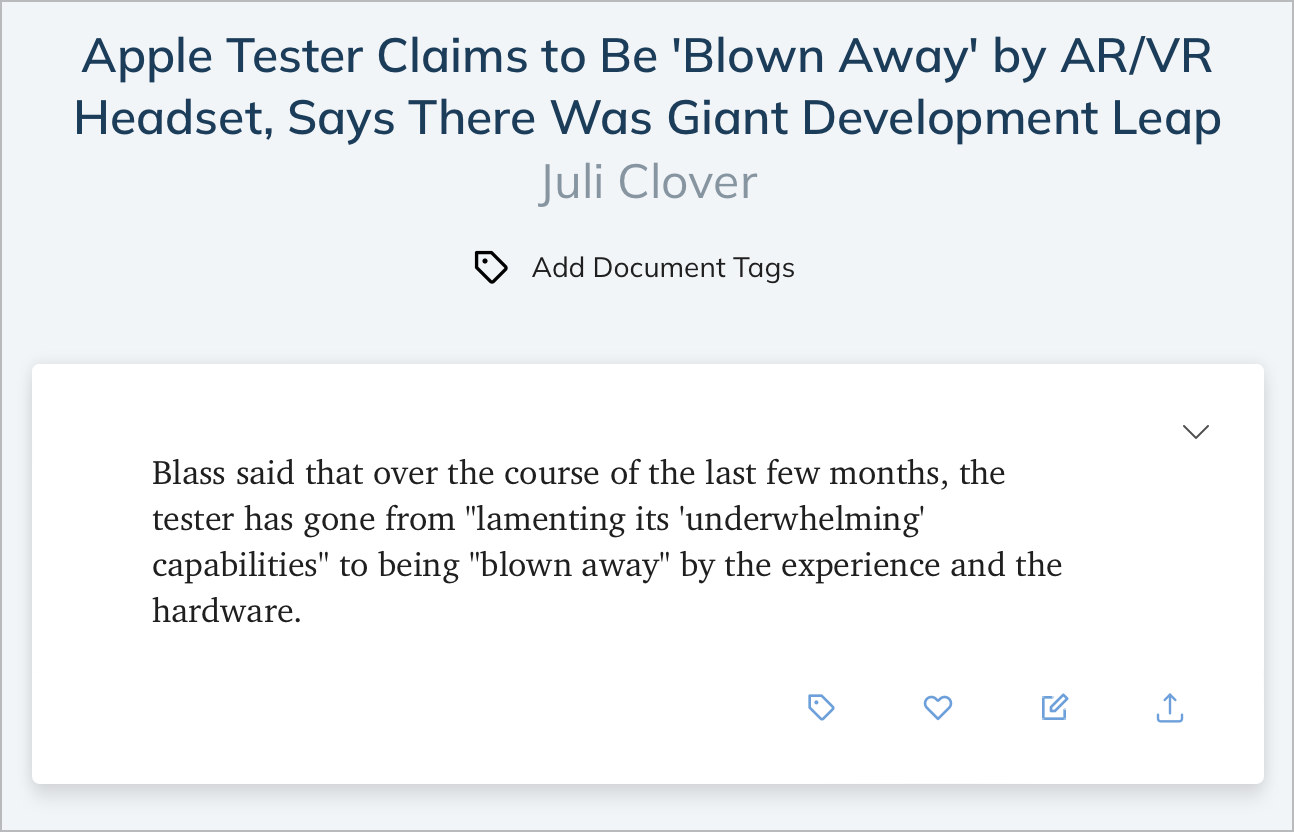 Apple Tester Claims to Be 'Blown Away' by AR/VR
Headset, Says There Was Giant Development Leap
Juli Clover
Add Document Tags
Blass said that over the course of the last few months, the
tester has gone from "lamenting its 'underwhelming'
capabilities" to being "blown away" by the experience and the
hardware.